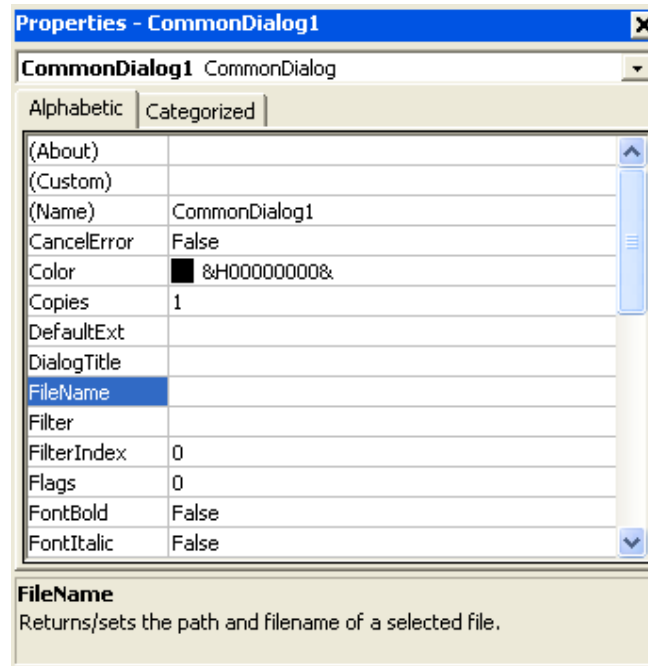 Properties - CommonDialog1
CommonDialog1 CommonDialog
Alphabetic Categorized
(About)
(Custom)
(Name) CommonDialog1
CancelError False
Color &H00000000&
Copies 1
DefaultExt
DialogTitle
FileName
Filter
FilterIndex 0
Flags 0
FontBold False
FontItalic False
FileName
Returns/sets the path and filename of a selected file.